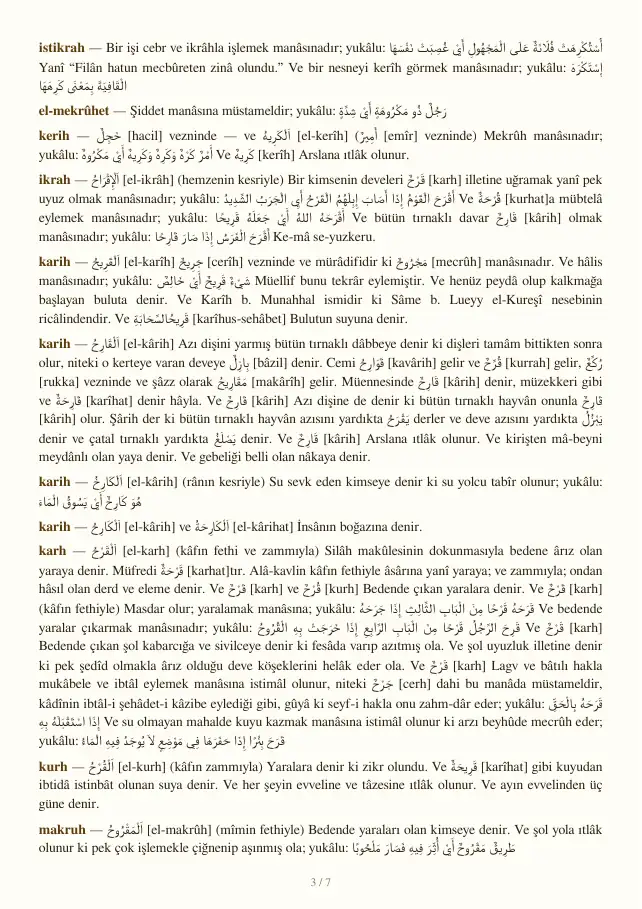 istikrah — Bir işi cebr ve ikrâhla işlemek manâsınadır; yukâlu: أُسْتُكْرِهَتْ فُلَانَةٌ عَلَى الْمَجْهُولِ أَيْ غُصِبَتْ نَفْسَهَا
Yanî “Filân hatun mecbûreten zinâ olundu.” Ve bir nesneyi kerîh görmek manâsınadır; yukâlu: إِسْتَكْرَهَ
الْقَافِيَةَ بِمَعْنَى كَرِهَهَا
el-mekrûhet — Şiddet manâsına müstameldir; yukâlu: رَجُلٌ ذُو مَكْرُوهَةٍ أَيْ شِدَّةٍ
kerih — خَجِلٌ [hacil] vezninde — ve اَلْكَرِيهُ [el-kerîh] (أَمِيرٌ [emîr] vezninde) Mekrûh manâsınadır;
yukâlu: أَمْرٌ كَرْهٌ وَكَرِهٌ وَكَرِيهٌ أَيْ مَكْرُوهٌ Ve كَرِيهٌ [kerîh] Arslana ıtlâk olunur.
ikrah — اَلْإِقْرَاحُ [el-ikrâh] (hemzenin kesriyle) Bir kimsenin develeri قَرْحٌ [karh] illetine uğramak yanî pek
uyuz olmak manâsınadır; yukâlu: أَقْرَحَ الْقَوْمُ إِذَا أَصَابَ إِبِلَهُمُ الْقَرْحُ أَيِ الْجَرَبُ الشَّدِيدُ Ve قُرْحَةٌ [kurhat]a mübtelâ
eylemek manâsınadır; yukâlu: أَقْرَحَهُ اللهُ أَيْ جَعَلَهُ قَرِيحًا Ve bütün tırnaklı davar قَارِحٌ [kârih] olmak
manâsınadır; yukâlu: أَقْرَحَ الْفَرَسُ إِذَا صَارَ قَارِحًا Ke-mâ se-yuzkeru.
karih — اَلْقَرِيحُ [el-karîh] جَرِيحٌ [cerîh] vezninde ve mürâdifidir ki مَجْرُوحٌ [mecrûh] manâsınadır. Ve hâlis
manâsınadır; yukâlu: شَيْءٌ قَرِيحٌ أَيْ خَالِصٌ Müellif bunu tekrâr eylemiştir. Ve henüz peydâ olup kalkmağa
başlayan buluta denir. Ve Karîh b. Munahhal ismidir ki Sâme b. Lueyy el-Kureşî nesebinin
ricâlindendir. Ve قَرِيحُالسَّحَابَةِ [karîhus-sehâbet] Bulutun suyuna denir.
karih — اَلْقَارِحُ [el-kârih] Azı dişini yarmış bütün tırnaklı dâbbeye denir ki dişleri tamâm bittikten sonra
olur, niteki o kerteye varan deveye بَازِلٌ [bâzil] denir. Cemi قَوَارِحُ [kavârih] gelir ve قُرَّحٌ [kurrah] gelir, رُكَّعٌ
[rukka] vezninde ve şâzz olarak مَقَارِيحُ [makârîh] gelir. Müennesinde قَارِحٌ [kârih] denir, müzekkeri gibi
ve قَارِحَةٌ [karîhat] denir hâyla. Ve قَارِحٌ [kârih] Azı dişine de denir ki bütün tırnaklı hayvân onunla قَارِحٌ
[kârih] olur. Şârih der ki bütün tırnaklı hayvân azısını yardıkta يَقْرَحُ derler ve deve azısını yardıkta يَبْزُلُ
denir ve çatal tırnaklı yardıkta يَصْلَغُ denir. Ve قَارِحٌ [kârih] Arslana ıtlâk olunur. Ve kirişten mâ-beyni
meydânlı olan yaya denir. Ve gebeliği belli olan nâkaya denir.
karih — اَلْكَارِحُ [el-kârih] (rânın kesriyle) Su sevk eden kimseye denir ki su yolcu tabîr olunur; yukâlu:
هُوَ كَارِحٌ أَيْ يَسُوقُ الْمَاءَ
karih — اَلْكَارِحُ [el-kârih] ve اَلْكَارِحَةُ [el-kârihat] İnsânın boğazına denir.
karh — اَلْقَرْحُ [el-karh] (kâfın fethi ve zammıyla) Silâh makûlesinin dokunmasıyla bedene ârız olan
yaraya denir. Müfredi قَرْحَةٌ [karhat]tır. Alâ-kavlin kâfın fethiyle âsârına yanî yaraya; ve zammıyla; ondan
hâsıl olan derd ve eleme denir. Ve قَرْحٌ [karh] ve قُرْحٌ [kurh] Bedende çıkan yaralara denir. Ve قَرْحٌ [karh]
(kâfın fethiyle) Masdar olur; yaralamak manâsına; yukâlu: قَرَحَهُ قَرْحًا مِنَ الْبَابِ الثَّالِثِ إِذَا جَرَحَهُ Ve bedende
yaralar çıkarmak manâsınadır; yukâlu: قَرِحَ الرَّجُلُ قَرَحًا مِنَ الْبَابِ الرَّابِعِ إِذَا خَرَجَتْ بِهِ الْقُرُوحُ Ve قَرْحٌ [karh]
Bedende çıkan şol kabarcığa ve sivilceye denir ki fesâda varıp azıtmış ola. Ve şol uyuzluk illetine denir
ki pek şedîd olmakla ârız olduğu deve köşeklerini helâk eder ola. Ve قَرْحٌ [karh] Lagv ve bâtılı hakla
mukâbele ve ibtâl eylemek manâsına istimâl olunur, niteki جَرْحٌ [cerh] dahi bu manâda müstameldir,
kâdînin ibtâl-i şehadet-i kâzibe eylediği gibi, gûyâ ki seyf-i hakla onu zahm-dâr eder; yukâlu: قَرَحَهُ بِالْحَقِّ
إِذَا اسْتَقْبَلَهُ بِهِ Ve su olmayan mahalde kuyu kazmak manâsına istimâl olunur ki arzı beyhûde mecrûh eder;
yukâlu: قَرَحَ بِئْرًا إِذَا حَفَرَهَا فِي مَوْضِعٍ لَا يُوجَدُ فِيهِ الْمَاءُ
kurh — اَلْقُرْحُ [el-kurh] (kâfın zammıyla) Yaralara denir ki zikr olundu. Ve قَرِيحَةٌ [karîhat] gibi kuyudan
ibtidâ istinbât olunan suya denir. Ve her şeyin evveline ve tâzesine ıtlâk olunur. Ve ayın evvelinden üç
güne denir.
makruh — اَلْمَقْرُوحُ [el-makrûh] (mîmin fethiyle) Bedende yaraları olan kimseye denir. Ve şol yola ıtlâk
olunur ki pek çok işlemekle çiğnenip aşınmış ola; yukâlu: طَرِيقٌ مَقْرُوحٌ أَيْ أُثِّرَ فِيهِ فَصَارَ مَلْحُوبًا
3 / 7